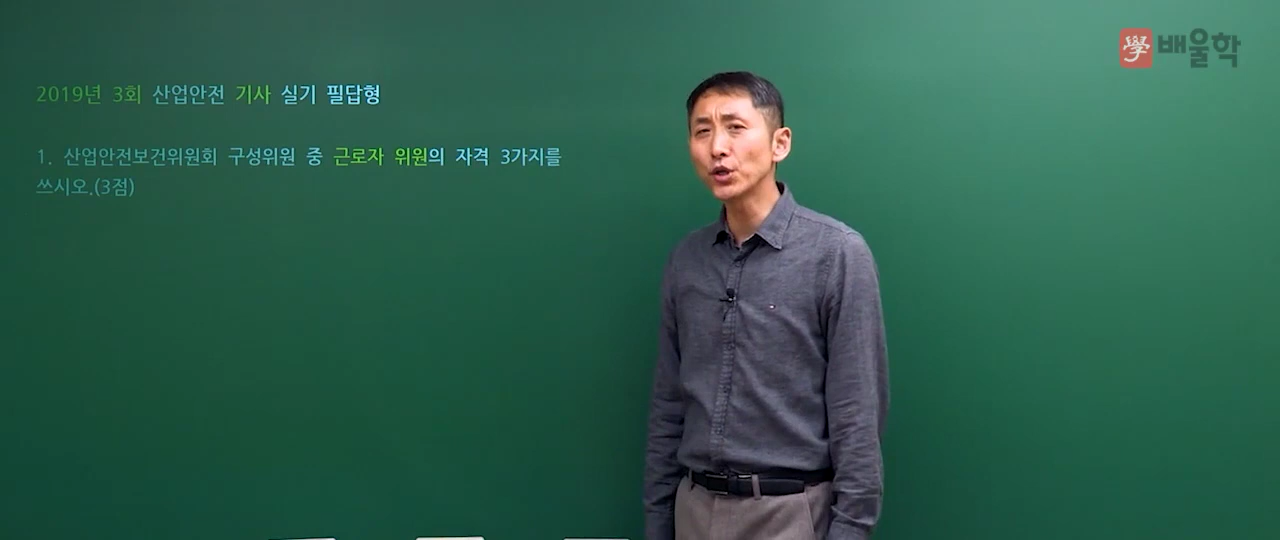 學 배울학
2019년 3회 산업안전 기사 실기 필답형
1. 산업안전보건위원회 구성위원 중 근로자 위원의 자격 3가지를
쓰시오.(3점)